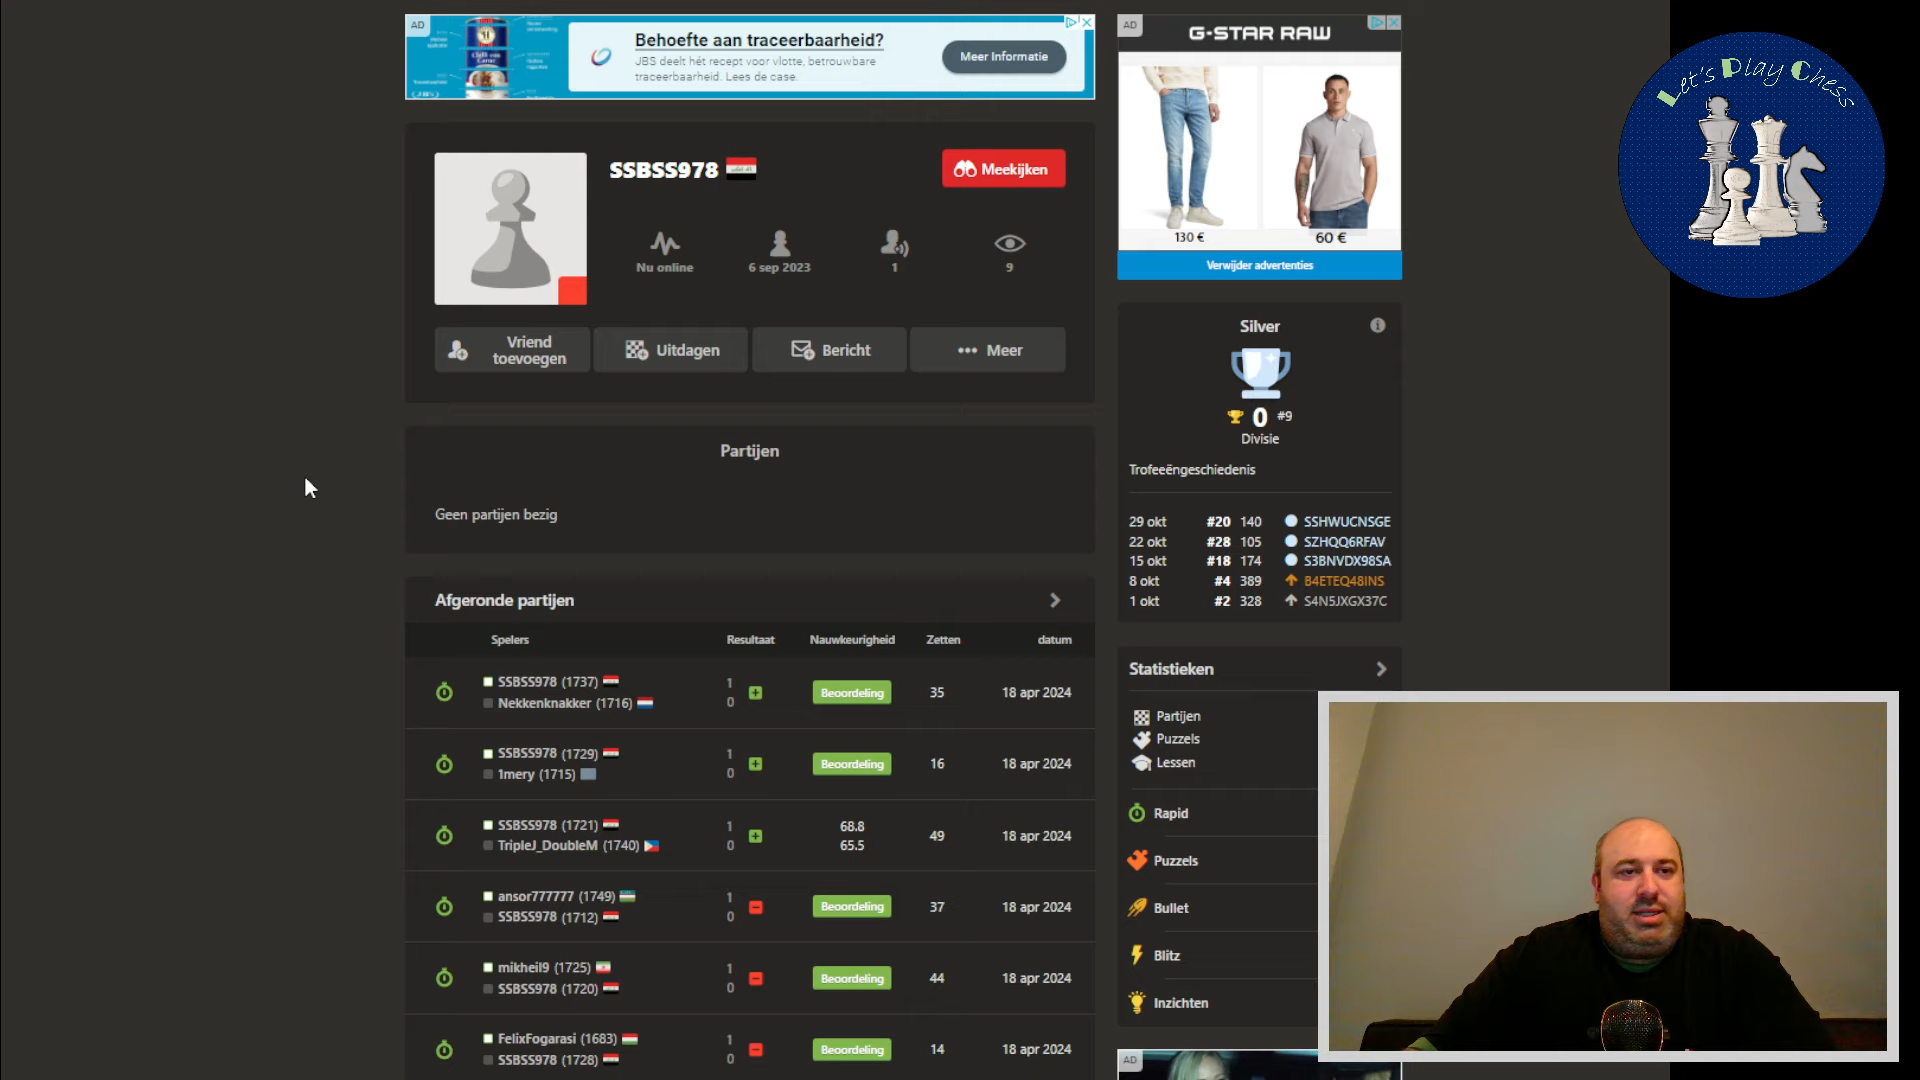 AD
Behoefte aan traceerbaarheid?
JBS deelt hét recept voor vlotte, betrouwbare
traceerbaarheid. Lees de case.
Meer Informatie
AD
G-STAR RAW
130 €
60 €
Verwijder advertenties
Let's Play Chess
SSBSS978
Meekijken
Nu online
6 sep 2023
1
9
Vriend
toevoegen
Uitdagen
Bericht
Meer
Partijen
Geen partijen bezig
Silver
0 #9
Divisie
Trofeeëngeschiedenis
29 okt #20 140 SSHWUCNSGE
22 okt #28 105 SZHQQ6RFAV
15 okt #18 174 S3BNVDX98SA
8 okt #4 389 B4ETEQ48INS
1 okt #2 328 S4N5JXGX37C
Afgeronde partijen
Spelers Resultaat Nauwkeurigheid Zetten datum
SSBSS978 (1737) 1
Nekkenknakker (1716) 0
Beoordeling 35 18 apr 2024
SSBSS978 (1729) 1
1mery (1715) 0
Beoordeling 16 18 apr 2024
SSBSS978 (1721) 1 68.8
TripleJ_DoubleM (1740) 0 65.5
49 18 apr 2024
ansor777777 (1749) 1
SSBSS978 (1712) 0
Beoordeling 37 18 apr 2024
mikheil9 (1725) 1
SSBSS978 (1720) 0
Beoordeling 44 18 apr 2024
FelixFogarasi (1683) 1
SSBSS978 (1728) 0
Beoordeling 14 18 apr 2024
Statistieken
Partijen
Puzzels
Lessen
Rapid
Puzzels
Bullet
Blitz
Inzichten
AD